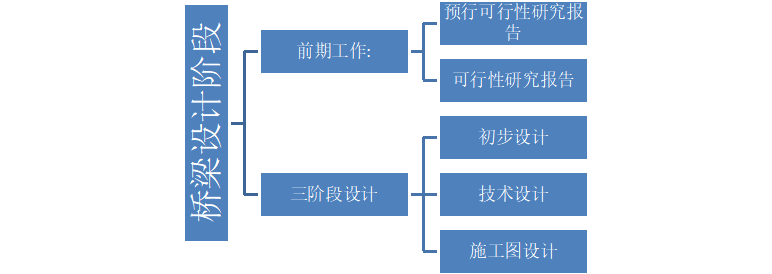 桥梁设计阶段
前期工作:
预行可行性研究报
告
可行性研究报告
三阶段设计
初步设计
技术设计
施工图设计